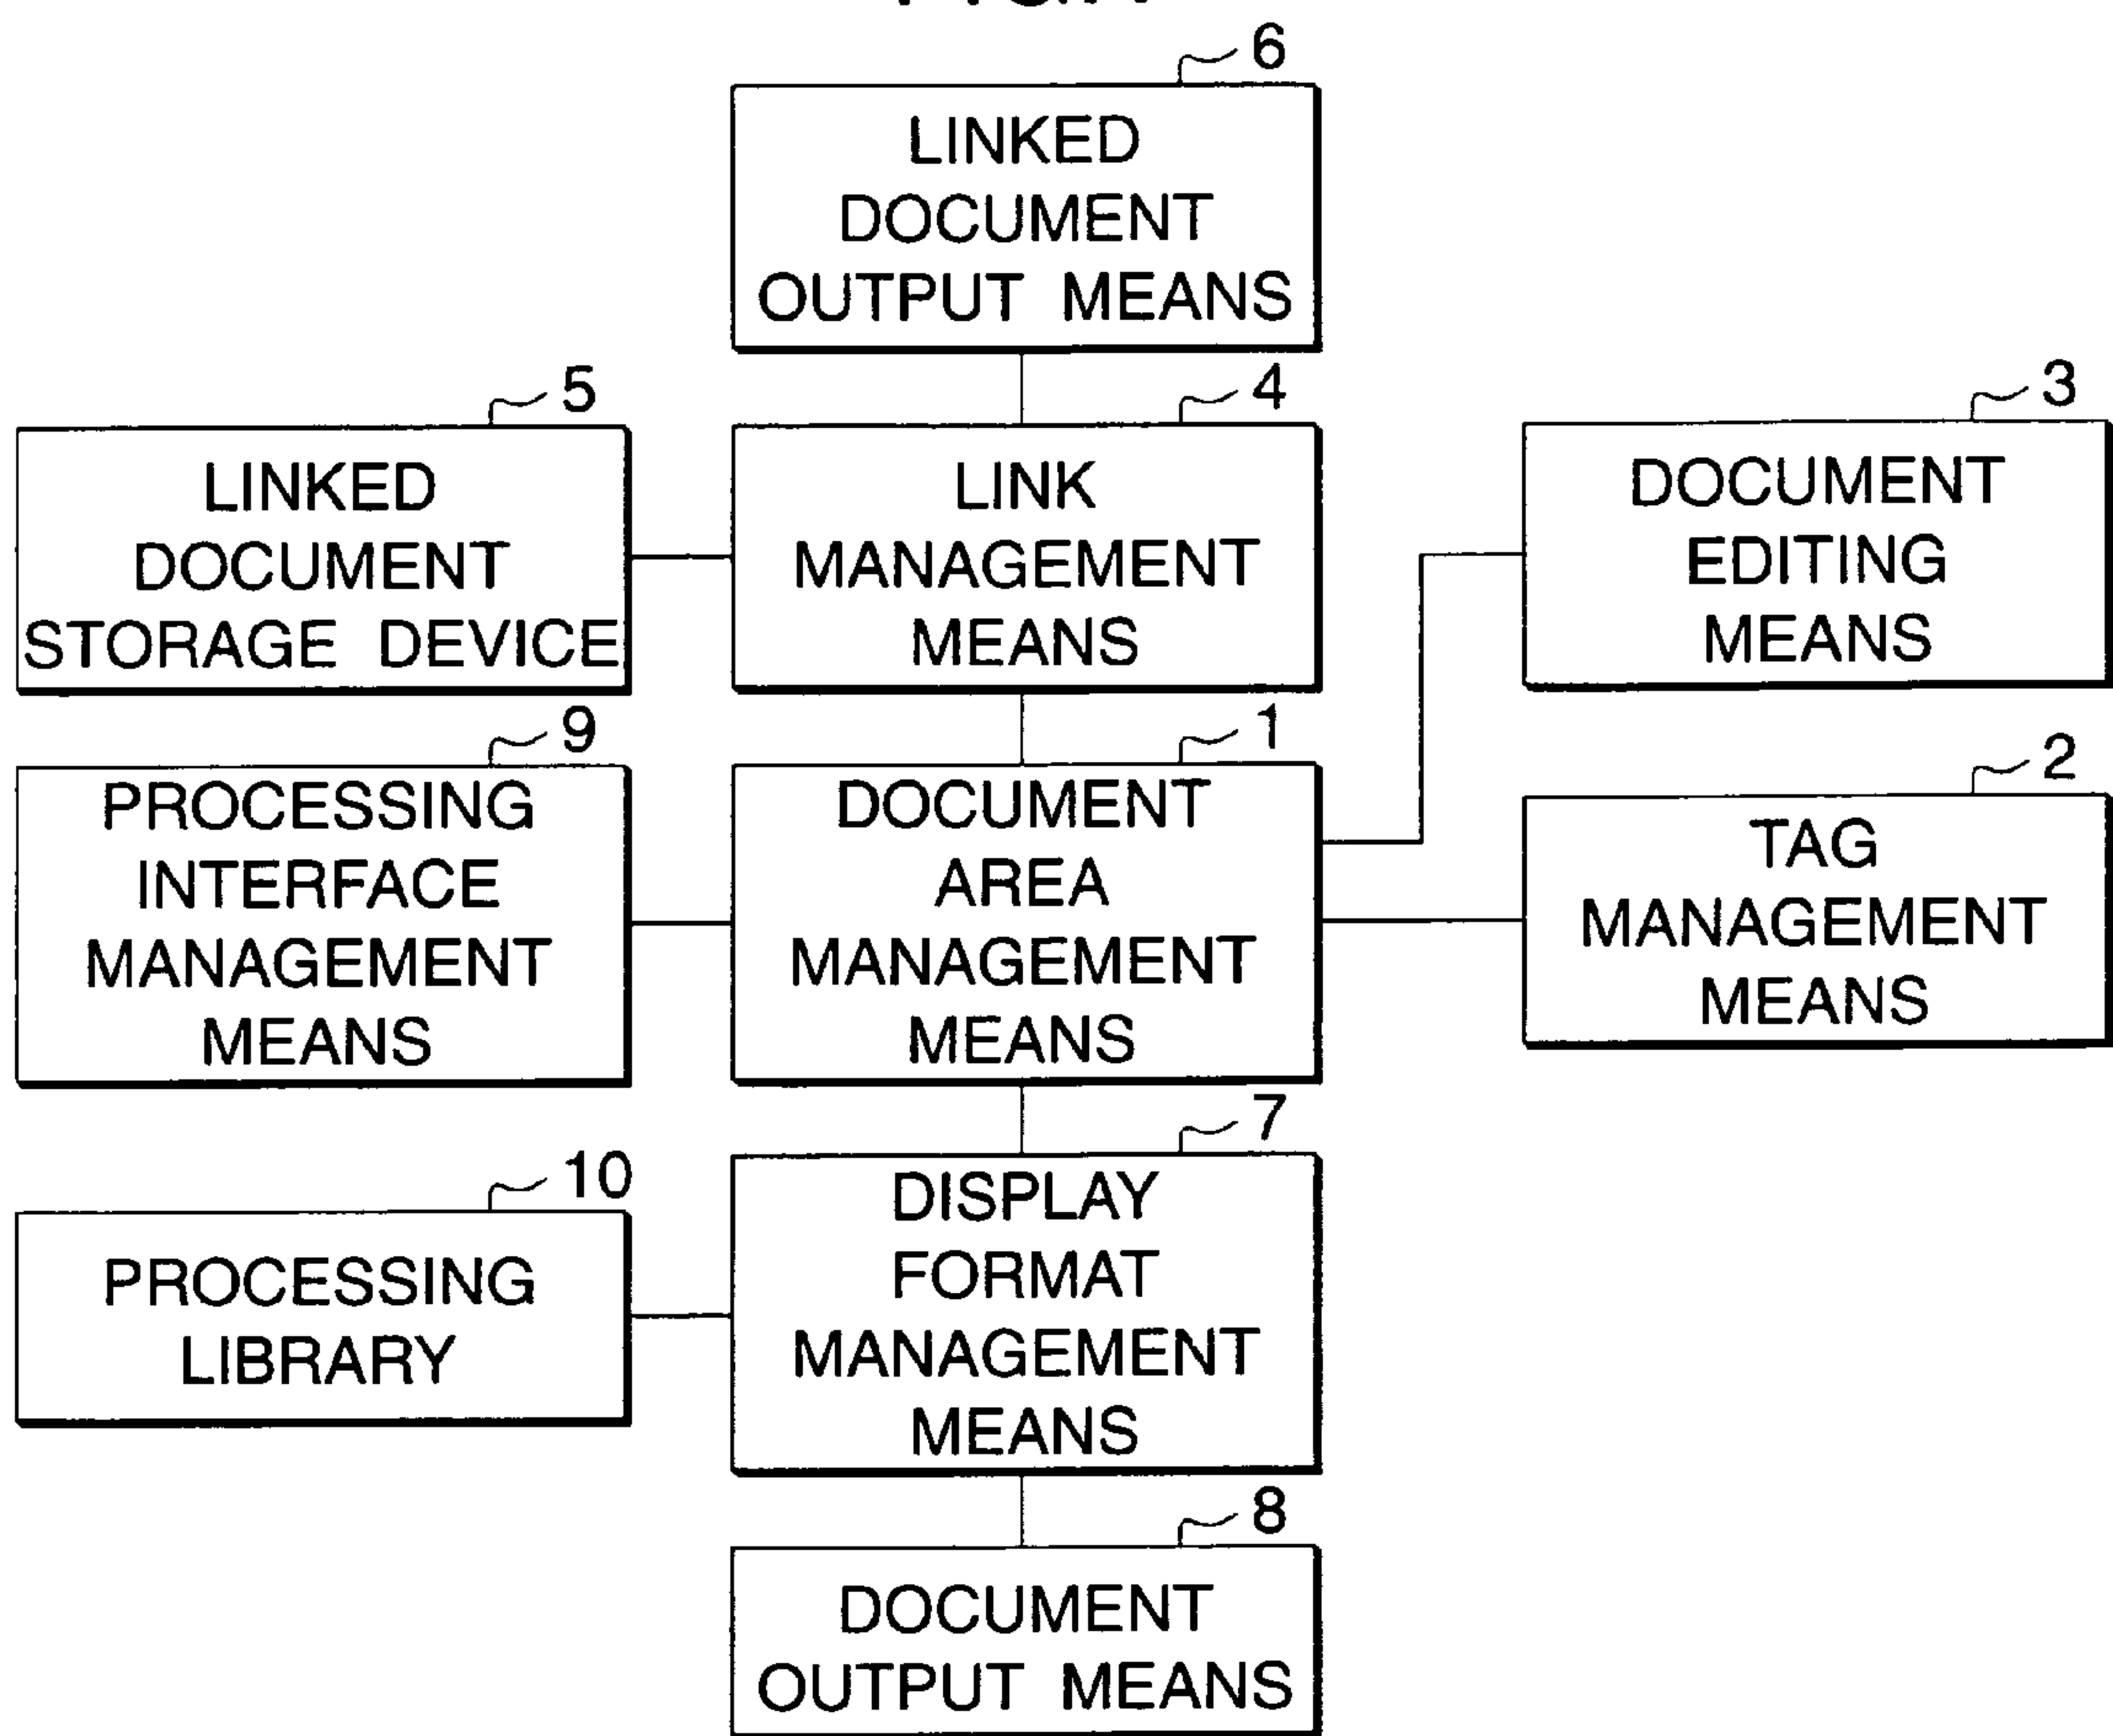 6
LINKED
DOCUMENT
OUTPUT MEANS
5
LINKED
DOCUMENT
STORAGE DEVICE
4
LINK
MANAGEMENT
MEANS
3
DOCUMENT
EDITING
MEANS
9
PROCESSING
INTERFACE
MANAGEMENT
MEANS
1
DOCUMENT
AREA
MANAGEMENT
MEANS
2
TAG
MANAGEMENT
MEANS
10
PROCESSING
LIBRARY
7
DISPLAY
FORMAT
MANAGEMENT
MEANS
8
DOCUMENT
OUTPUT MEANS